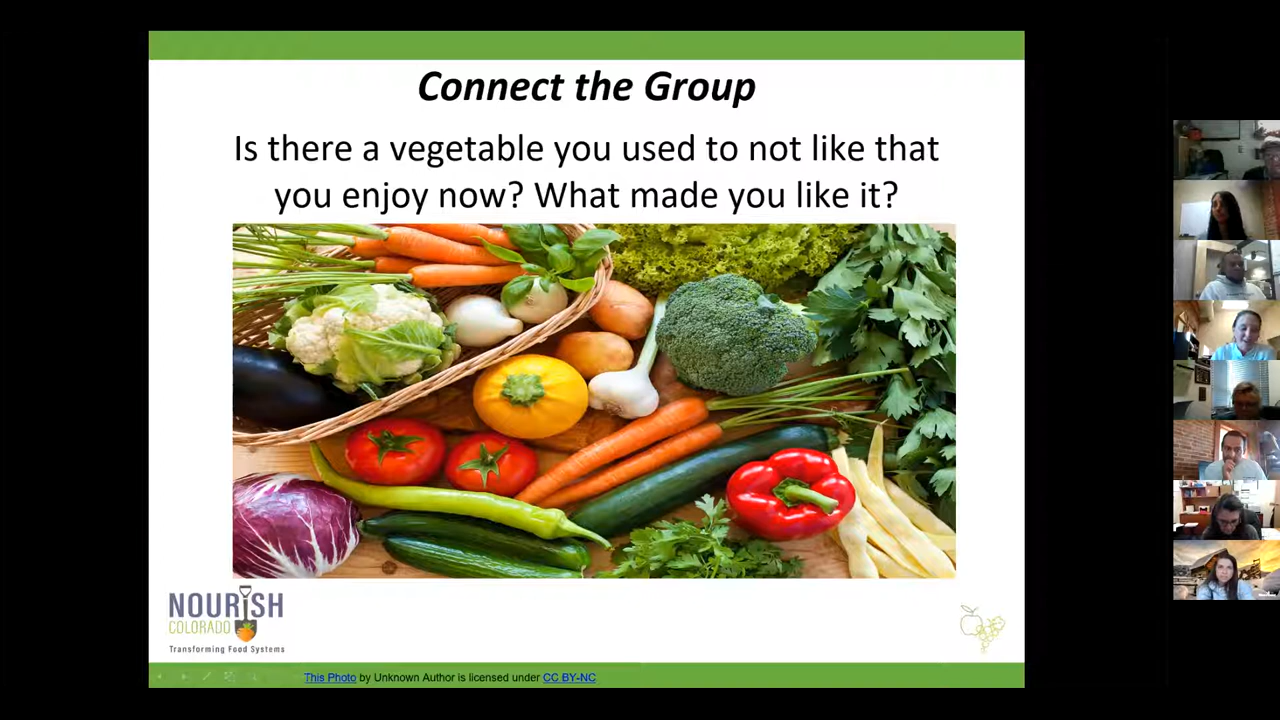 Connect the Group
Is there a vegetable you used to not like that
you enjoy now? What made you like it?
NOURISH
COLORADO
Transforming Food Systems
This Photo by Unknown Author is licensed under CC BY-NC